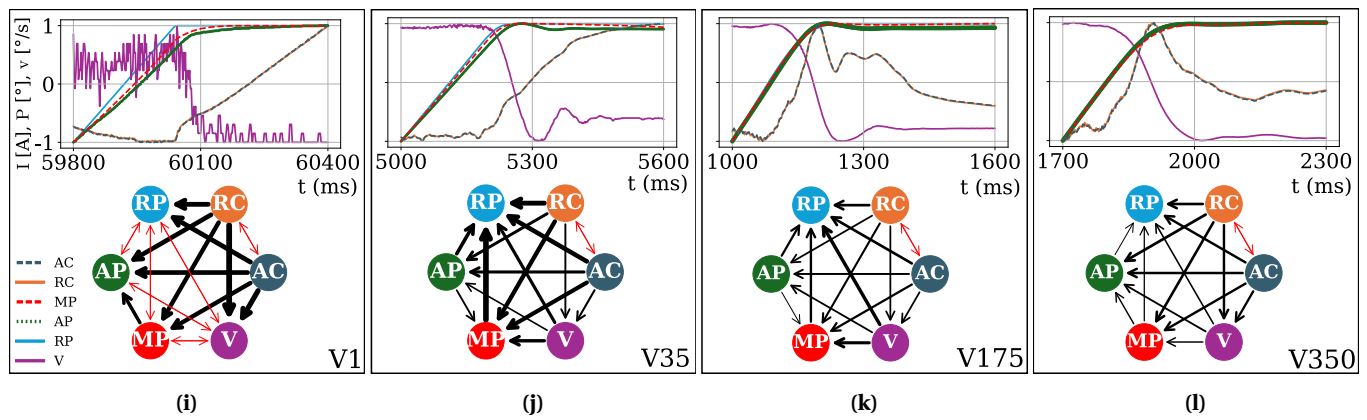 I [A], P [°], v [°/s]
1
0
-1
59800 60100 60400
t (ms)
5000 5300 5600
t (ms)
1000 1300 1600
t (ms)
1700 2000 2300
t (ms)
RP RC
AP AC
MP V
AC
RC
MP
AP
RP
V
V1
RP RC
AP AC
MP V
V35
RP RC
AP AC
MP V
V175
RP RC
AP AC
MP V
V350
(i) (j) (k) (l)